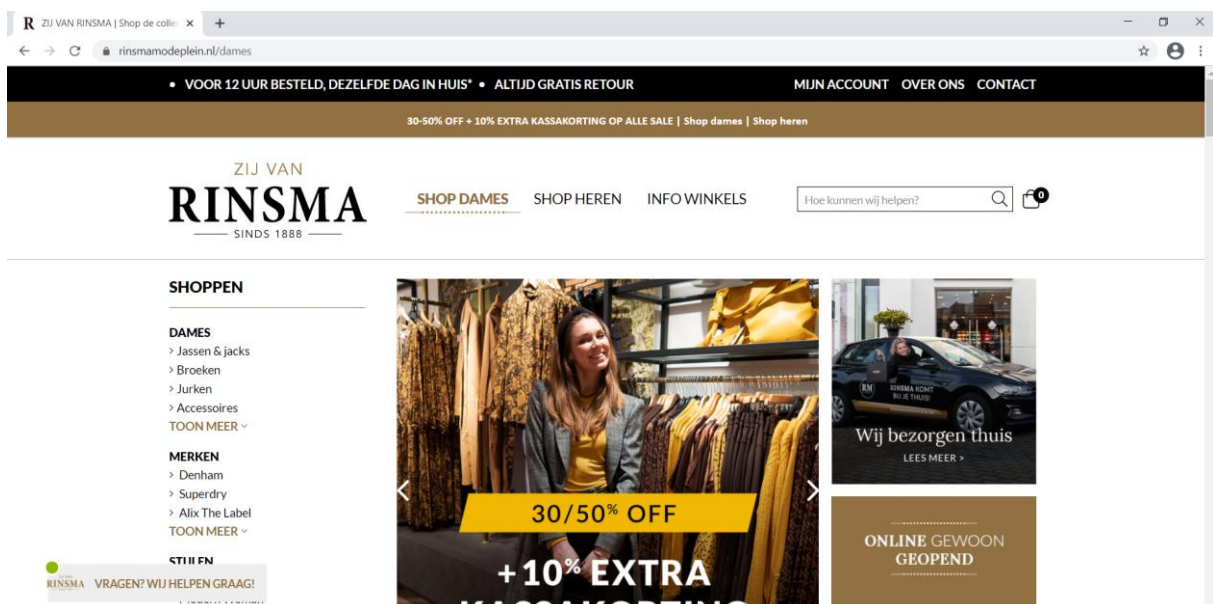 ZIJ VAN RINSMA | Shop de colle
rinsmamodeplein.nl/dames
• VOOR 12 UUR BESTELD, DEZELFDE DAG IN HUIS* • ALTIJD GRATIS RETOUR
MIJN ACCOUNT OVER ONS CONTACT
30-50% OFF + 10% EXTRA KASSAKORTING OP ALLE SALE | Shop dames | Shop heren
ZIJ VAN
RINSMA
SINDS 1888
SHOP DAMES SHOP HEREN INFO WINKELS
Hoe kunnen wij helpen?
0
SHOPPEN
DAMES
> Jassen & jacks
> Broeken
> Jurken
> Accessoires
TOON MEER
MERKEN
> Denham
> Superdry
> Alix The Label
TOON MEER
STIJLEN
RINSMA VRAGEN? WIJ HELPEN GRAAG!
30/50% OFF
+10% EXTRA
KASSAKORTING
RM
RINSMA KOMT
BIJ JE THUIS!
Wij bezorgen thuis
LEES MEER >
ONLINE GEWOON
GEOPEND